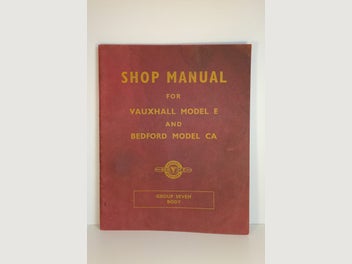 SHOP MANUAL
FOR
VAUXHALL MODEL E
AND
BEDFORD MODEL CA
GROUP SEVEN
BODY